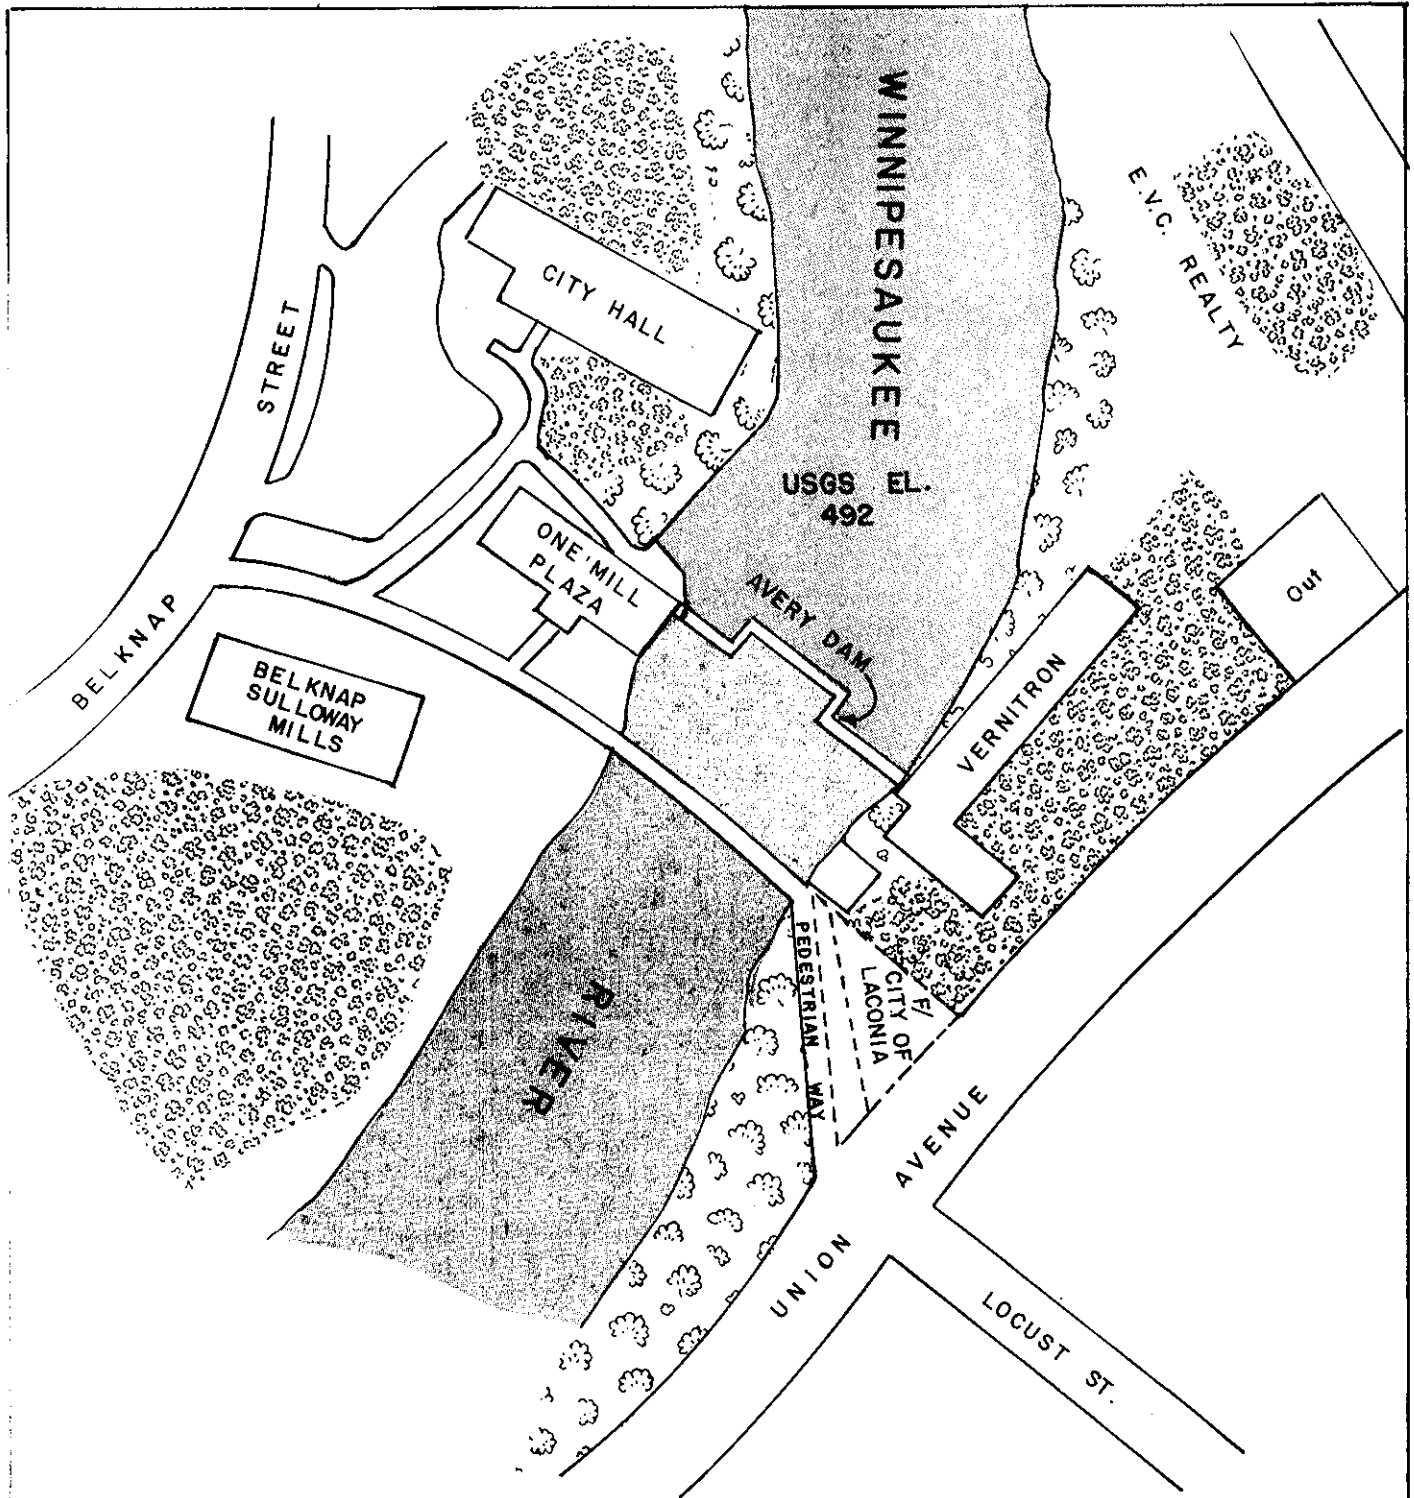 WINNIPESAUKEE
E.V.C. REALTY
CITY HALL
STREET
USGS EL.
492
ONE MILL
PLAZA
AVERY DAM
Out
BELKNAP
BELKNAP
SULLOWAY
MILLS
VERNITRON
RIVER
PEDESTRIAN WAY
F/
CITY OF
LACONIA
UNION AVENUE
LOCUST ST.